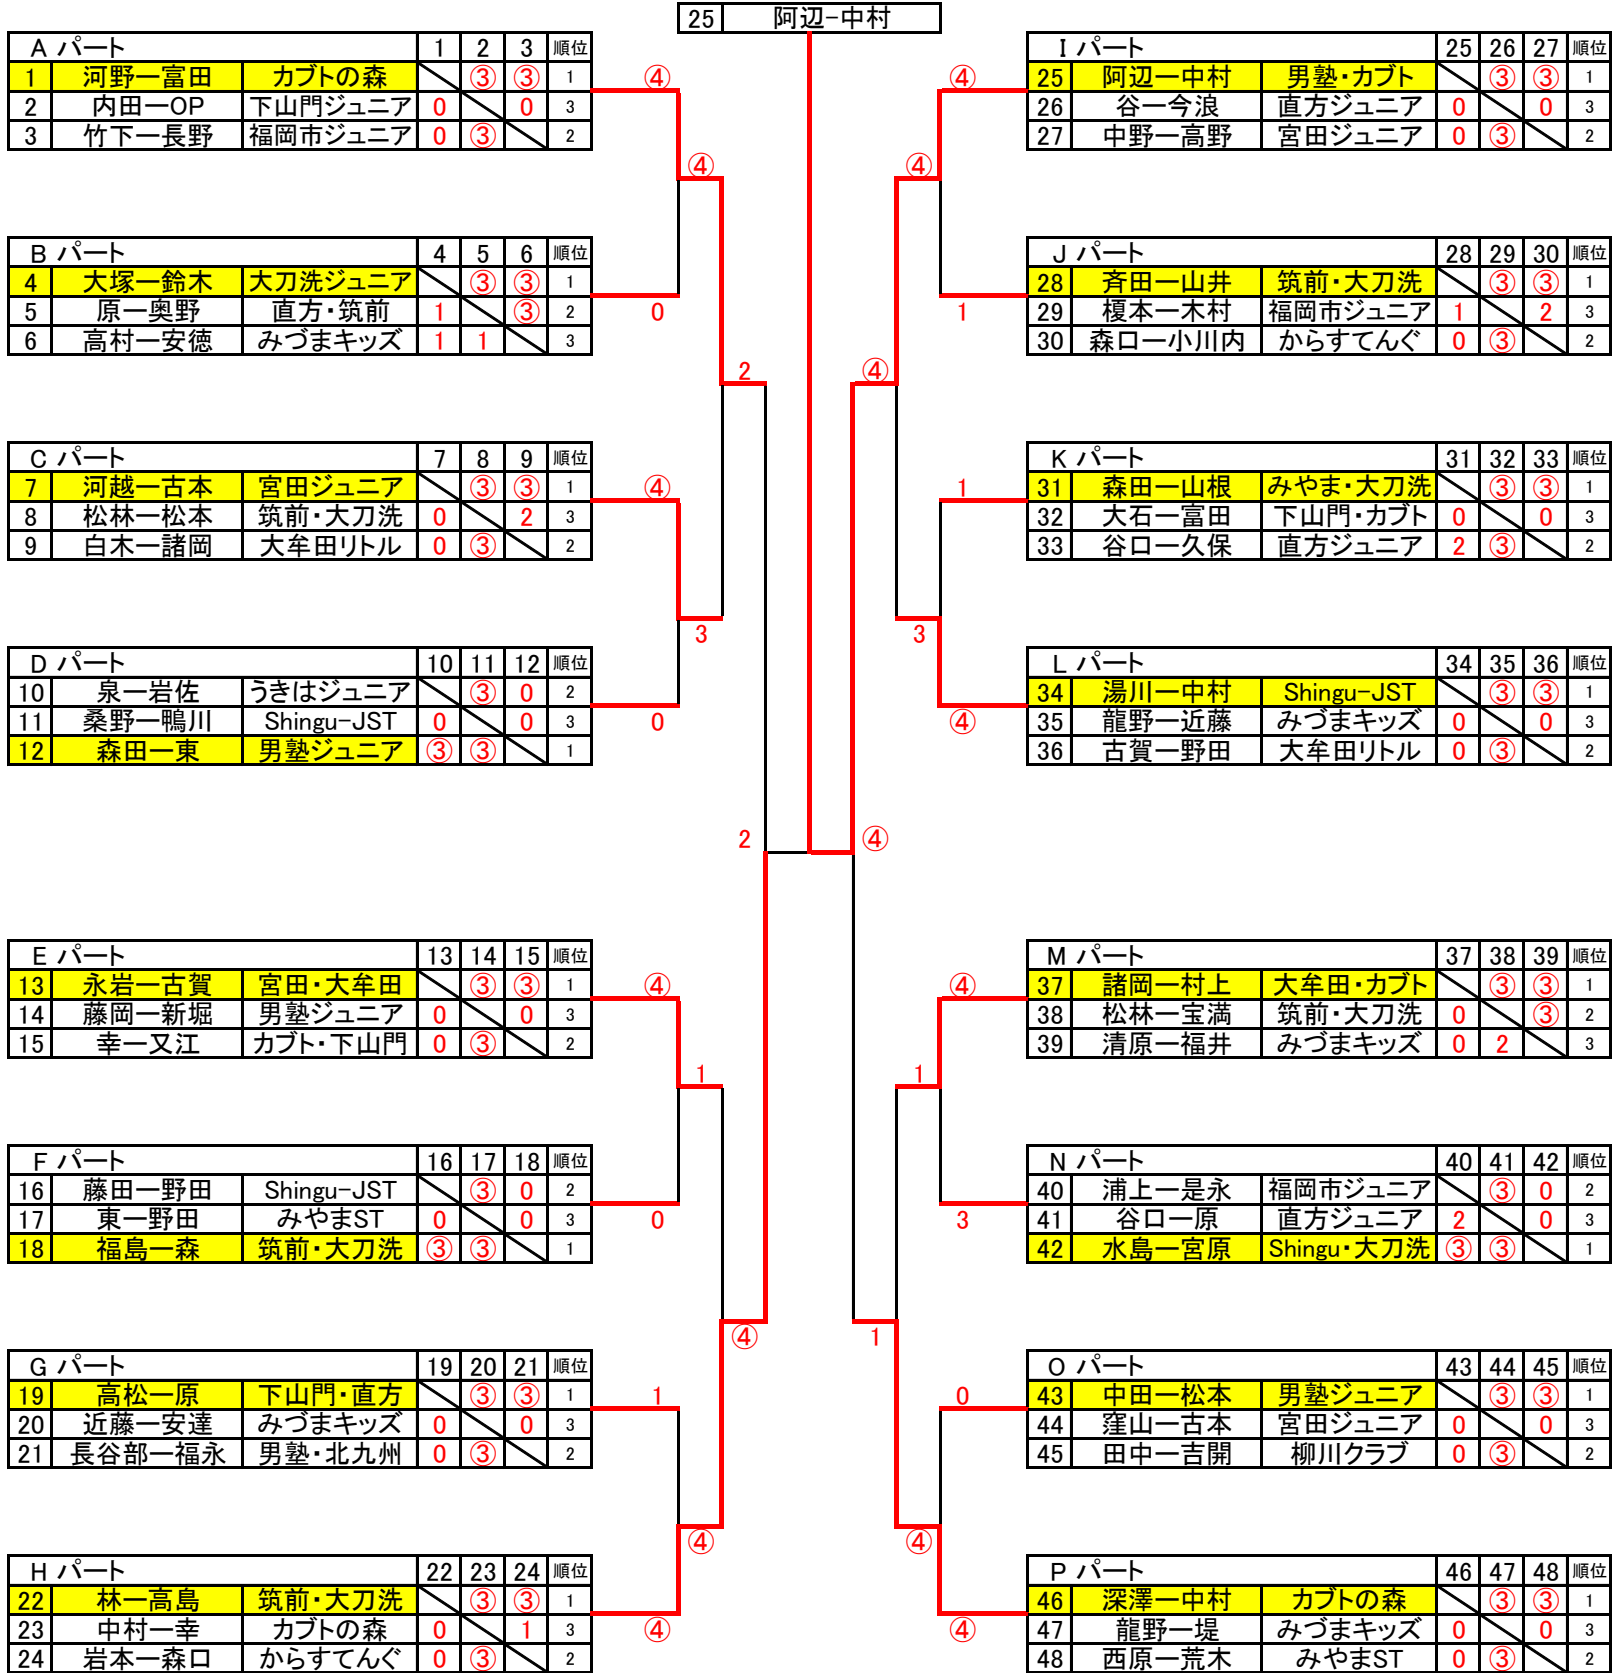 25 阿辺-中村
A パート 1 2 3 順位
1 河野ー富田 カブトの森 ③ ③ 1
2 内田ーOP 下山門ジュニア 0 0 3
3 竹下ー長野 福岡市ジュニア 0 ③ 2
④
④
B パート 4 5 6 順位
4 大塚ー鈴木 大刀洗ジュニア ③ ③ 1
5 原ー奥野 直方・筑前 1 ③ 2
6 高村ー安徳 みづまキッズ 1 1 3
0
2
C パート 7 8 9 順位
7 河越ー古本 宮田ジュニア ③ ③ 1
8 松林ー松本 筑前・大刀洗 0 2 3
9 白木ー諸岡 大牟田リトル 0 ③ 2
④
3
D パート 10 11 12 順位
10 泉ー岩佐 うきはジュニア ③ 0 2
11 桑野ー鴨川 Shingu-JST 0 0 3
12 森田ー東 男塾ジュニア ③ ③ 1
0
2
E パート 13 14 15 順位
13 永岩ー古賀 宮田・大牟田 ③ ③ 1
14 藤岡ー新堀 男塾ジュニア 0 0 3
15 幸ー又江 カブト・下山門 0 ③ 2
④
1
F パート 16 17 18 順位
16 藤田ー野田 Shingu-JST ③ 0 2
17 東ー野田 みやまST 0 0 3
18 福島ー森 筑前・大刀洗 ③ ③ 1
0
④
G パート 19 20 21 順位
19 高松ー原 下山門・直方 ③ ③ 1
20 近藤ー安達 みづまキッズ 0 0 3
21 長谷部ー福永 男塾・北九州 0 ③ 2
1
④
H パート 22 23 24 順位
22 林ー高島 筑前・大刀洗 ③ ③ 1
23 中村ー幸 カブトの森 0 1 3
24 岩本ー森口 からすてんぐ 0 ③ 2
④
I パート 25 26 27 順位
25 阿辺ー中村 男塾・カブト ③ ③ 1
26 谷ー今浪 直方ジュニア 0 0 3
27 中野ー高野 宮田ジュニア 0 ③ 2
④
④
J パート 28 29 30 順位
28 斉田ー山井 筑前・大刀洗 ③ ③ 1
29 榎本ー木村 福岡市ジュニア 1 2 3
30 森口ー小川内 からすてんぐ 0 ③ 2
1
④
K パート 31 32 33 順位
31 森田ー山根 みやま・大刀洗 ③ ③ 1
32 大石ー富田 下山門・カブト 0 0 3
33 谷口ー久保 直方ジュニア 2 ③ 2
1
3
L パート 34 35 36 順位
34 湯川ー中村 Shingu-JST ③ ③ 1
35 龍野ー近藤 みづまキッズ 0 0 3
36 古賀ー野田 大牟田リトル 0 ③ 2
④
④
M パート 37 38 39 順位
37 諸岡ー村上 大牟田・カブト ③ ③ 1
38 松林ー宝満 筑前・大刀洗 0 ③ 2
39 清原ー福井 みづまキッズ 0 2 3
④
1
N パート 40 41 42 順位
40 浦上ー是永 福岡市ジュニア ③ 0 2
41 谷口ー原 直方ジュニア 2 0 3
42 水島ー宮原 Shingu・大刀洗 ③ ③ 1
3
1
O パート 43 44 45 順位
43 中田ー松本 男塾ジュニア ③ ③ 1
44 窪山ー古本 宮田ジュニア 0 0 3
45 田中ー吉開 柳川クラブ 0 ③ 2
0
④
P パート 46 47 48 順位
46 深澤ー中村 カブトの森 ③ ③ 1
47 龍野ー堤 みづまキッズ 0 0 3
48 西原ー荒木 みやまST 0 ③ 2
④